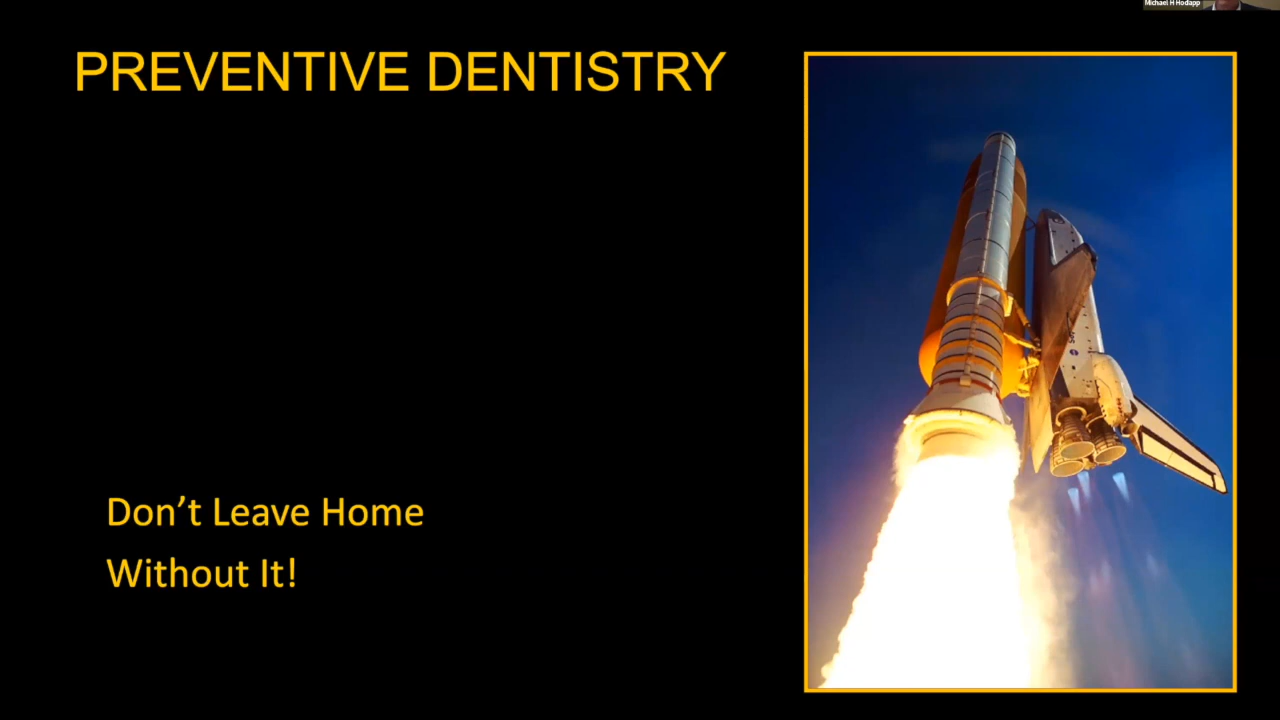 Michael H Hodapp
PREVENTIVE DENTISTRY
Don’t Leave Home
Without It!